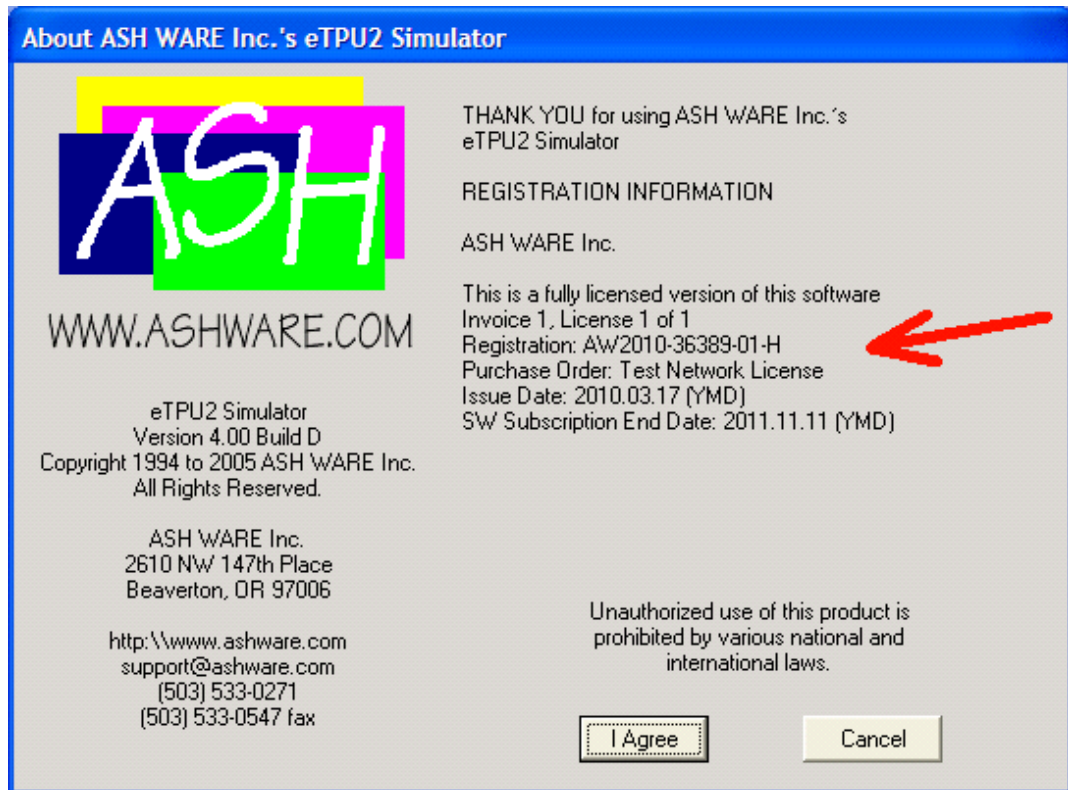 About ASH WARE Inc.'s eTPU2 Simulator
ASH
WWW.ASHWARE.COM
eTPU2 Simulator
Version 4.00 Build D
Copyright 1994 to 2005 ASH WARE Inc.
All Rights Reserved.
ASH WARE Inc.
2610 NW 147th Place
Beaverton, OR 97006
http:\\www.ashware.com
support@ashware.com
(503) 533-0271
(503) 533-0547 fax
THANK YOU for using ASH WARE Inc.'s
eTPU2 Simulator
REGISTRATION INFORMATION
ASH WARE Inc.
This is a fully licensed version of this software
Invoice 1, License 1 of 1
Registration: AW2010-36389-01-H
Purchase Order: Test Network License
Issue Date: 2010.03.17 (YMD)
SW Subscription End Date: 2011.11.11 (YMD)
Unauthorized use of this product is
prohibited by various national and
international laws.
I Agree
Cancel